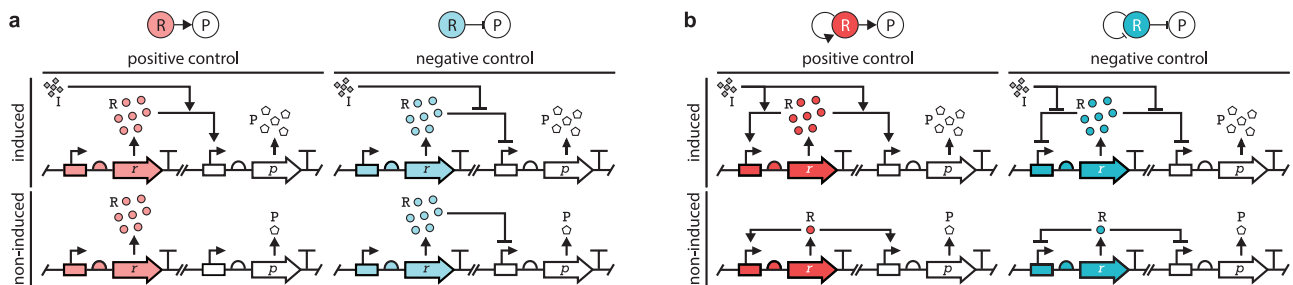 a
R P
R P
positive control
negative control
induced
I
R
P
r
p
I
R
P
r
p
non-induced
R
P
r
p
R
P
r
p
b
R P
R P
positive control
negative control
induced
I
R
P
r
p
I
R
P
r
p
non-induced
R
P
r
p
R
P
r
p